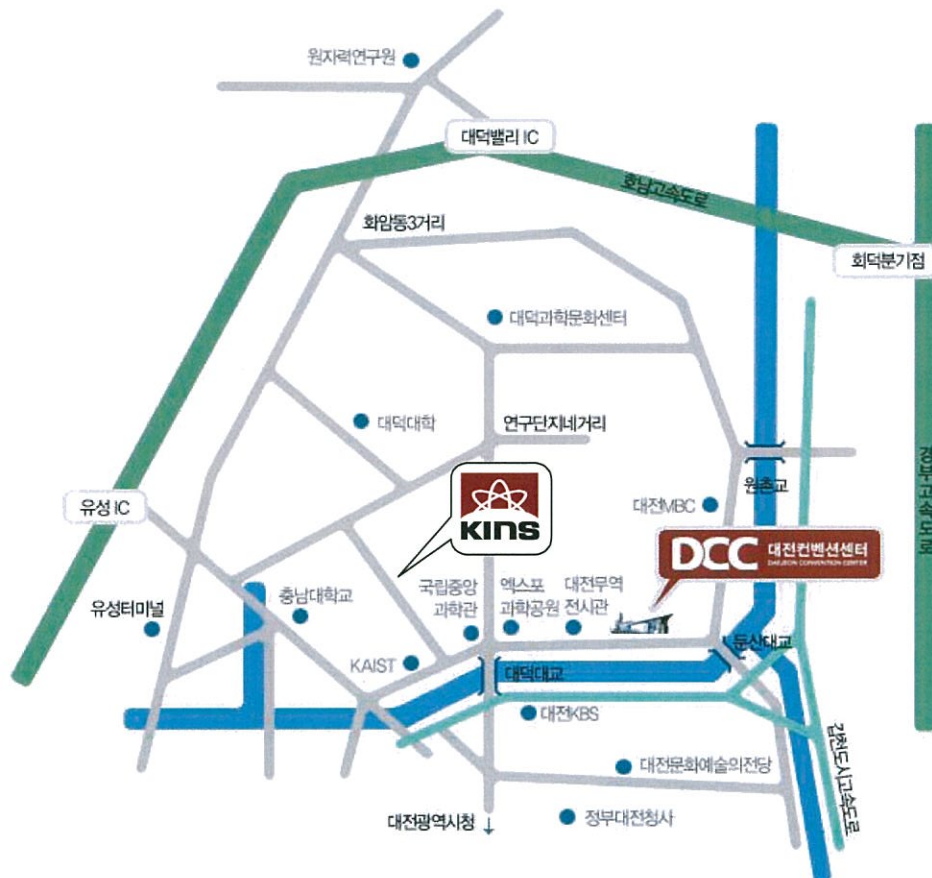 원자력연구원
대덕밸리 IC
호남고속도로
화암동3거리
회덕분기점
대덕과학문화센터
대덕대학
연구단지네거리
경부고속도로
유성 IC
KINS
대전MBC
원촌교
DCC 대전컨벤션센터
DAEJEON CONVENTION CENTER
유성터미널
충남대학교
국립중앙
과학관
엑스포
과학공원
대전무역
전시관
둔산대교
KAIST
대덕대교
대전KBS
대전문화예술의전당
갑천도시고속도로
대전광역시청 ↓
정부대전청사